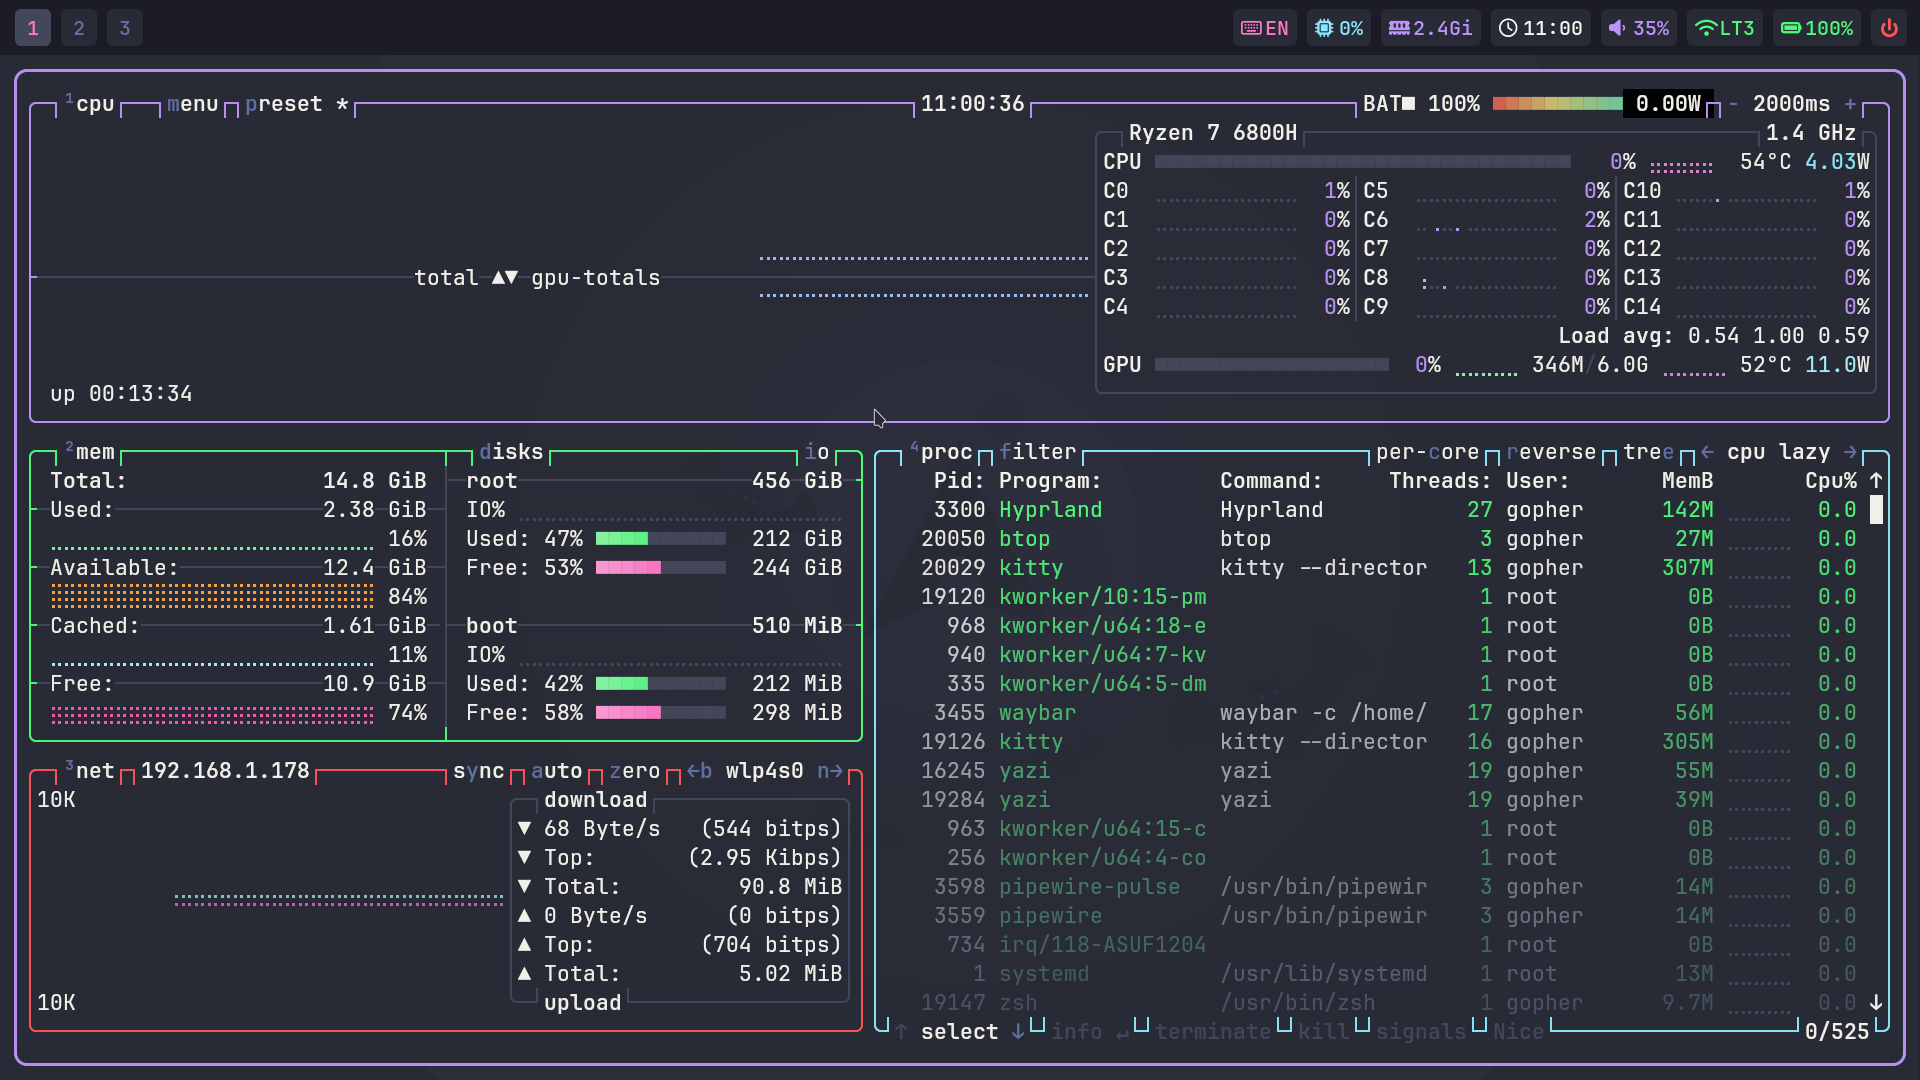 1 2 3 EN 0% 2.4Gi 11:00 35% LT3 100%
1cpu menu preset * 11:00:36 BAT■ 100% 0.00W - 2000ms +
Ryzen 7 6800H 1.4 GHz
CPU 0% 54°C 4.03W
C0 1% C5 0% C10 1%
C1 0% C6 2% C11 0%
C2 0% C7 0% C12 0%
total ▲▼ gpu-totals C3 0% C8 0% C13 0%
C4 0% C9 0% C14 0%
Load avg: 0.54 1.00 0.59
GPU 0% 346M/6.0G 52°C 11.0W
up 00:13:34
2mem disks io
Total: 14.8 GiB root 456 GiB
Used: 2.38 GiB IO%
16% Used: 47% 212 GiB
Available: 12.4 GiB Free: 53% 244 GiB
84%
Cached: 1.61 GiB boot 510 MiB
11% IO%
Free: 10.9 GiB Used: 42% 212 MiB
74% Free: 58% 298 MiB
3net 192.168.1.178 sync auto zero ←b wlp4s0 n→
10K download
▼ 68 Byte/s (544 bitps)
▼ Top: (2.95 Kibps)
▼ Total: 90.8 MiB
▲ 0 Byte/s (0 bitps)
▲ Top: (704 bitps)
▲ Total: 5.02 MiB
10K upload
4proc filter per-core reverse tree ← cpu lazy →
Pid: Program: Command: Threads: User: MemB Cpu% ↑
3300 Hyprland Hyprland 27 gopher 142M 0.0
20050 btop btop 3 gopher 27M 0.0
20029 kitty kitty --director 13 gopher 307M 0.0
19120 kworker/10:15-pm 1 root 0B 0.0
968 kworker/u64:18-e 1 root 0B 0.0
940 kworker/u64:7-kv 1 root 0B 0.0
335 kworker/u64:5-dm 1 root 0B 0.0
3455 waybar waybar -c /home/ 17 gopher 56M 0.0
19126 kitty kitty --director 16 gopher 305M 0.0
16245 yazi yazi 19 gopher 55M 0.0
19284 yazi yazi 19 gopher 39M 0.0
963 kworker/u64:15-c 1 root 0B 0.0
256 kworker/u64:4-co 1 root 0B 0.0
3598 pipewire-pulse /usr/bin/pipewir 3 gopher 14M 0.0
3559 pipewire /usr/bin/pipewir 3 gopher 14M 0.0
734 irq/118-ASUF1204 1 root 0B 0.0
1 systemd /usr/lib/systemd 1 root 13M 0.0
19147 zsh /usr/bin/zsh 1 gopher 9.7M 0.0 ↓
↑ select ↓ info ↵ terminate kill signals Nice 0/525